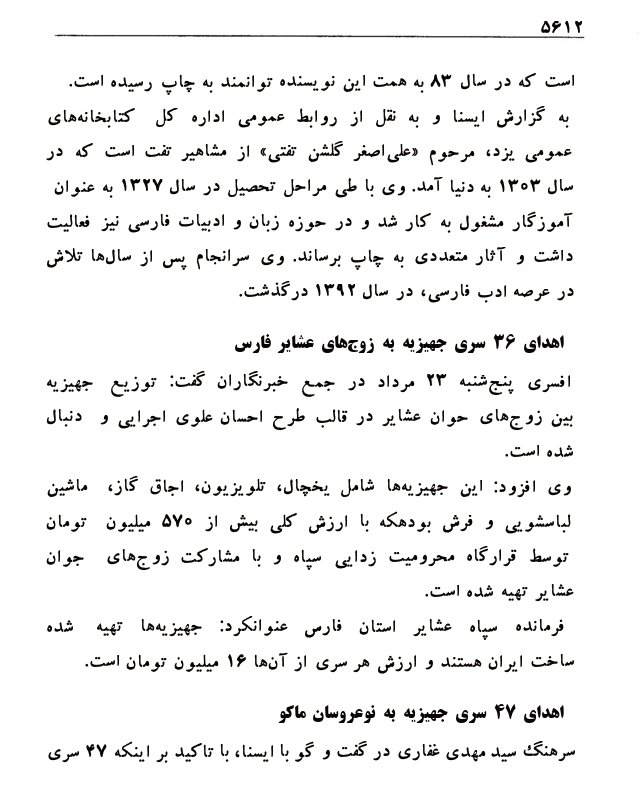 ۵۶۱۲
است که در سال ۸۳ به همت این نویسنده توانمند به چاپ رسیده است.
به گزارش ایسنا و به نقل از روابط عمومی اداره کل کتابخانه‌های
عمومی یزد، مرحوم «علی‌اصغر گلشن تفتی» از مشاهیر تفت است که در
سال ۱۳۰۳ به دنیا آمد. وی با طی مراحل تحصیل در سال ۱۳۲۷ به عنوان
آموزگار مشغول به کار شد و در حوزه زبان و ادبیات فارسی نیز فعالیت
داشت و آثار متعددی به چاپ برساند. وی سرانجام پس از سال‌ها تلاش
در عرصه ادب فارسی، در سال ۱۳۹۲ درگذشت.
اهدای ۳۶ سری جهیزیه به زوج‌های عشایر فارس
افسری پنج‌شنبه ۲۳ مرداد در جمع خبرنگاران گفت: توزیع جهیزیه
بین زوج‌های حوان عشایر در قالب طرح احسان علوی اجرایی و دنبال
شده است.
وی افزود: این جهیزیه‌ها شامل یخچال، تلویزیون، اجاق گاز، ماشین
لباسشویی و فرش بودهکه با ارزش کلی بیش از ۵۷۰ میلیون تومان
توسط قرارگاه محرومیت زدایی سپاه و با مشارکت زوج‌های جوان
عشایر تهیه شده است.
فرمانده سپاه عشایر استان فارس عنوانکرد: جهیزیه‌ها تهیه شده
ساخت ایران هستند و ارزش هر سری از آن‌ها ۱۶ میلیون تومان است.
اهدای ۴۷ سری جهیزیه به نوعروسان ماکو
سرهنگ سید مهدی غفاری در گفت و گو با ایسنا، با تاکید بر اینکه ۴۷ سری